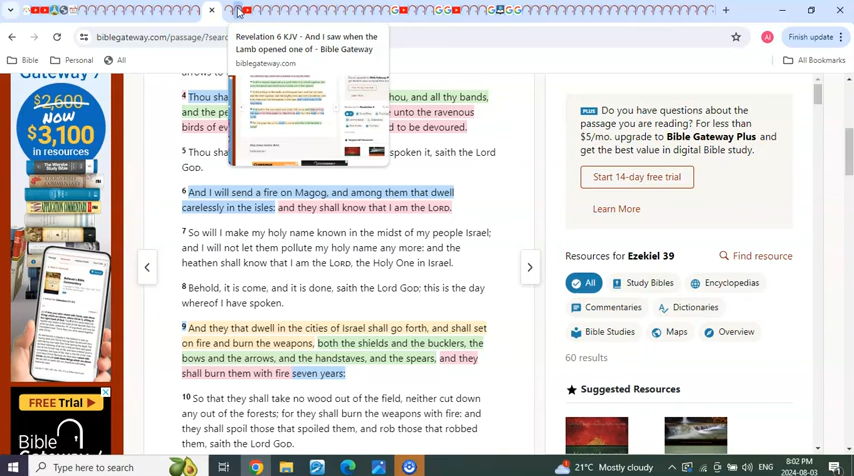 Finish update
biblegateway.com/passage/?sear
AI
Bible
Personal
All
All Bookmarks
Revelation 6 KJV - And I saw when the
Lamb opened one of - Bible Gateway
biblegateway.com
$2,600
NOW
$3,100
in resources
4 Thou sha hou, and all thy bands,
and the pe unto the ravenous
birds of ev d to be devoured.
5 Thou sha spoken it, saith the Lord
God.
6 And I will send a fire on Magog, and among them that dwell
carelessly in the isles: and they shall know that I am the Lord.
7 So will I make my holy name known in the midst of my people Israel;
and I will not let them pollute my holy name any more: and the
heathen shall know that I am the Lord, the Holy One in Israel.
8 Behold, it is come, and it is done, saith the Lord God; this is the day
whereof I have spoken.
9 And they that dwell in the cities of Israel shall go forth, and shall set
on fire and burn the weapons, both the shields and the bucklers, the
bows and the arrows, and the handstaves, and the spears, and they
shall burn them with fire seven years:
10 So that they shall take no wood out of the field, neither cut down
any out of the forests; for they shall burn the weapons with fire: and
they shall spoil those that spoiled them, and rob those that robbed
them, saith the Lord God.
FREE Trial
Bible
PLUS Do you have questions about the
passage you are reading? For less than
$5/mo. upgrade to Bible Gateway Plus and
get the best value in digital Bible study.
Start 14-day free trial
Learn More
Resources for Ezekiel 39
Find resource
All
Study Bibles
Encyclopedias
Commentaries
Dictionaries
Bible Studies
Maps
Overview
60 results
Suggested Resources
Type here to search
21°C Mostly cloudy
ENG
8:02 PM
2024-08-03